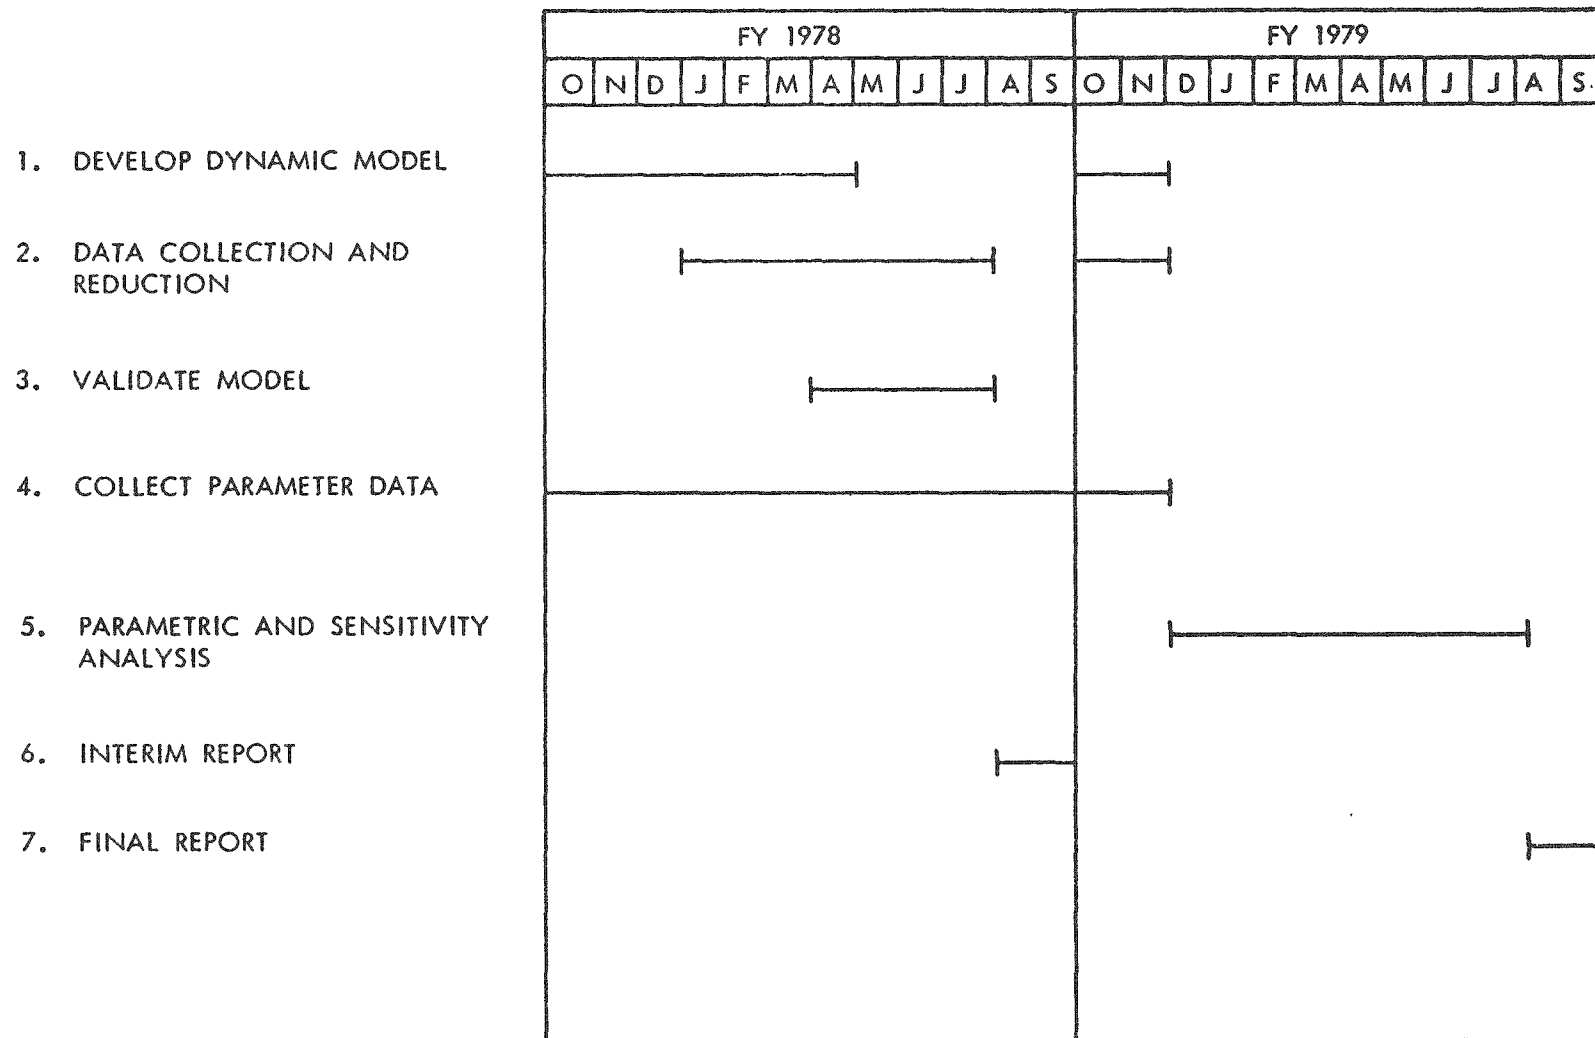 FY 1978 FY 1979
O N D J F M A M J J A S O N D J F M A M J J A S.
1. DEVELOP DYNAMIC MODEL
2. DATA COLLECTION AND
REDUCTION
3. VALIDATE MODEL
4. COLLECT PARAMETER DATA
5. PARAMETRIC AND SENSITIVITY
ANALYSIS
6. INTERIM REPORT
7. FINAL REPORT